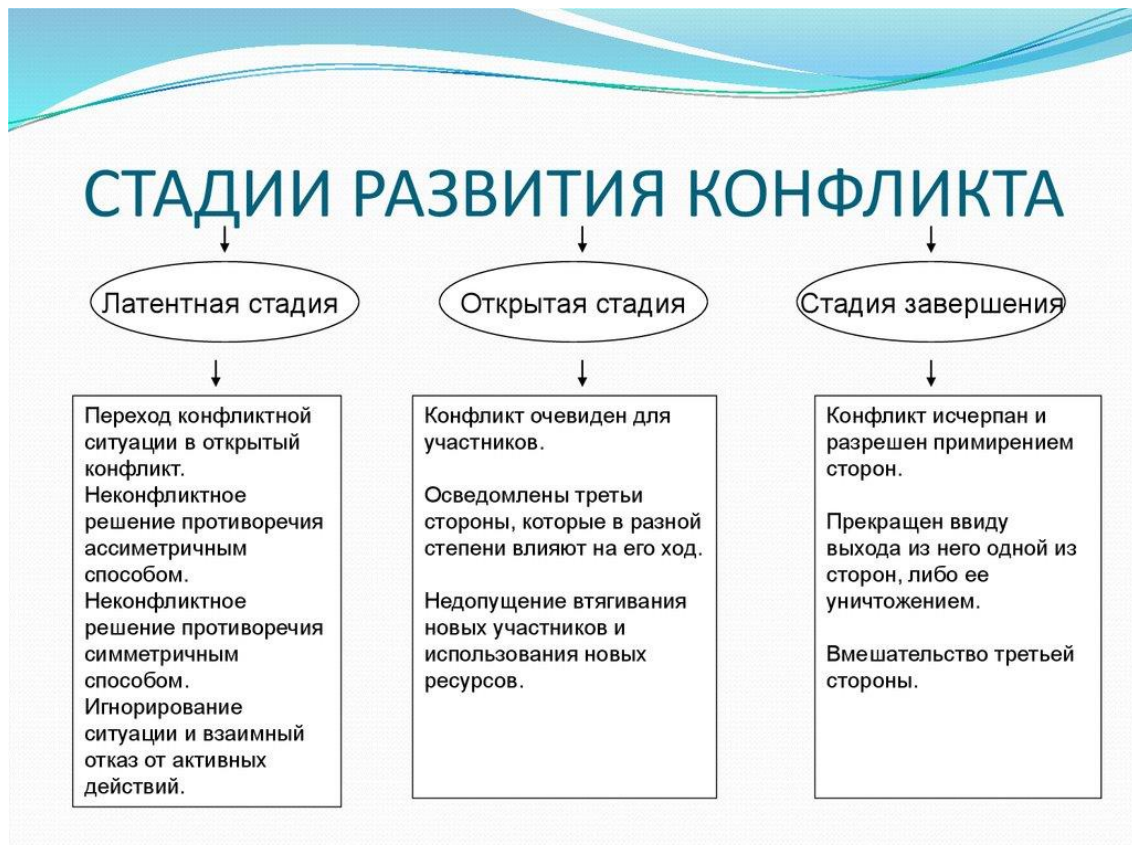 СТАДИИ РАЗВИТИЯ КОНФЛИКТА
Латентная стадия
Открытая стадия
Стадия завершения
Переход конфликтной
ситуации в открытый
конфликт.
Неконфликтное
решение противоречия
ассиметричным
способом.
Неконфликтное
решение противоречия
симметричным
способом.
Игнорирование
ситуации и взаимный
отказ от активных
действий.
Конфликт очевиден для
участников.
Осведомлены третьи
стороны, которые в разной
степени влияют на его ход.
Недопущение втягивания
новых участников и
использования новых
ресурсов.
Конфликт исчерпан и
разрешен примирением
сторон.
Прекращен ввиду
выхода из него одной из
сторон, либо ее
уничтожением.
Вмешательство третьей
стороны.